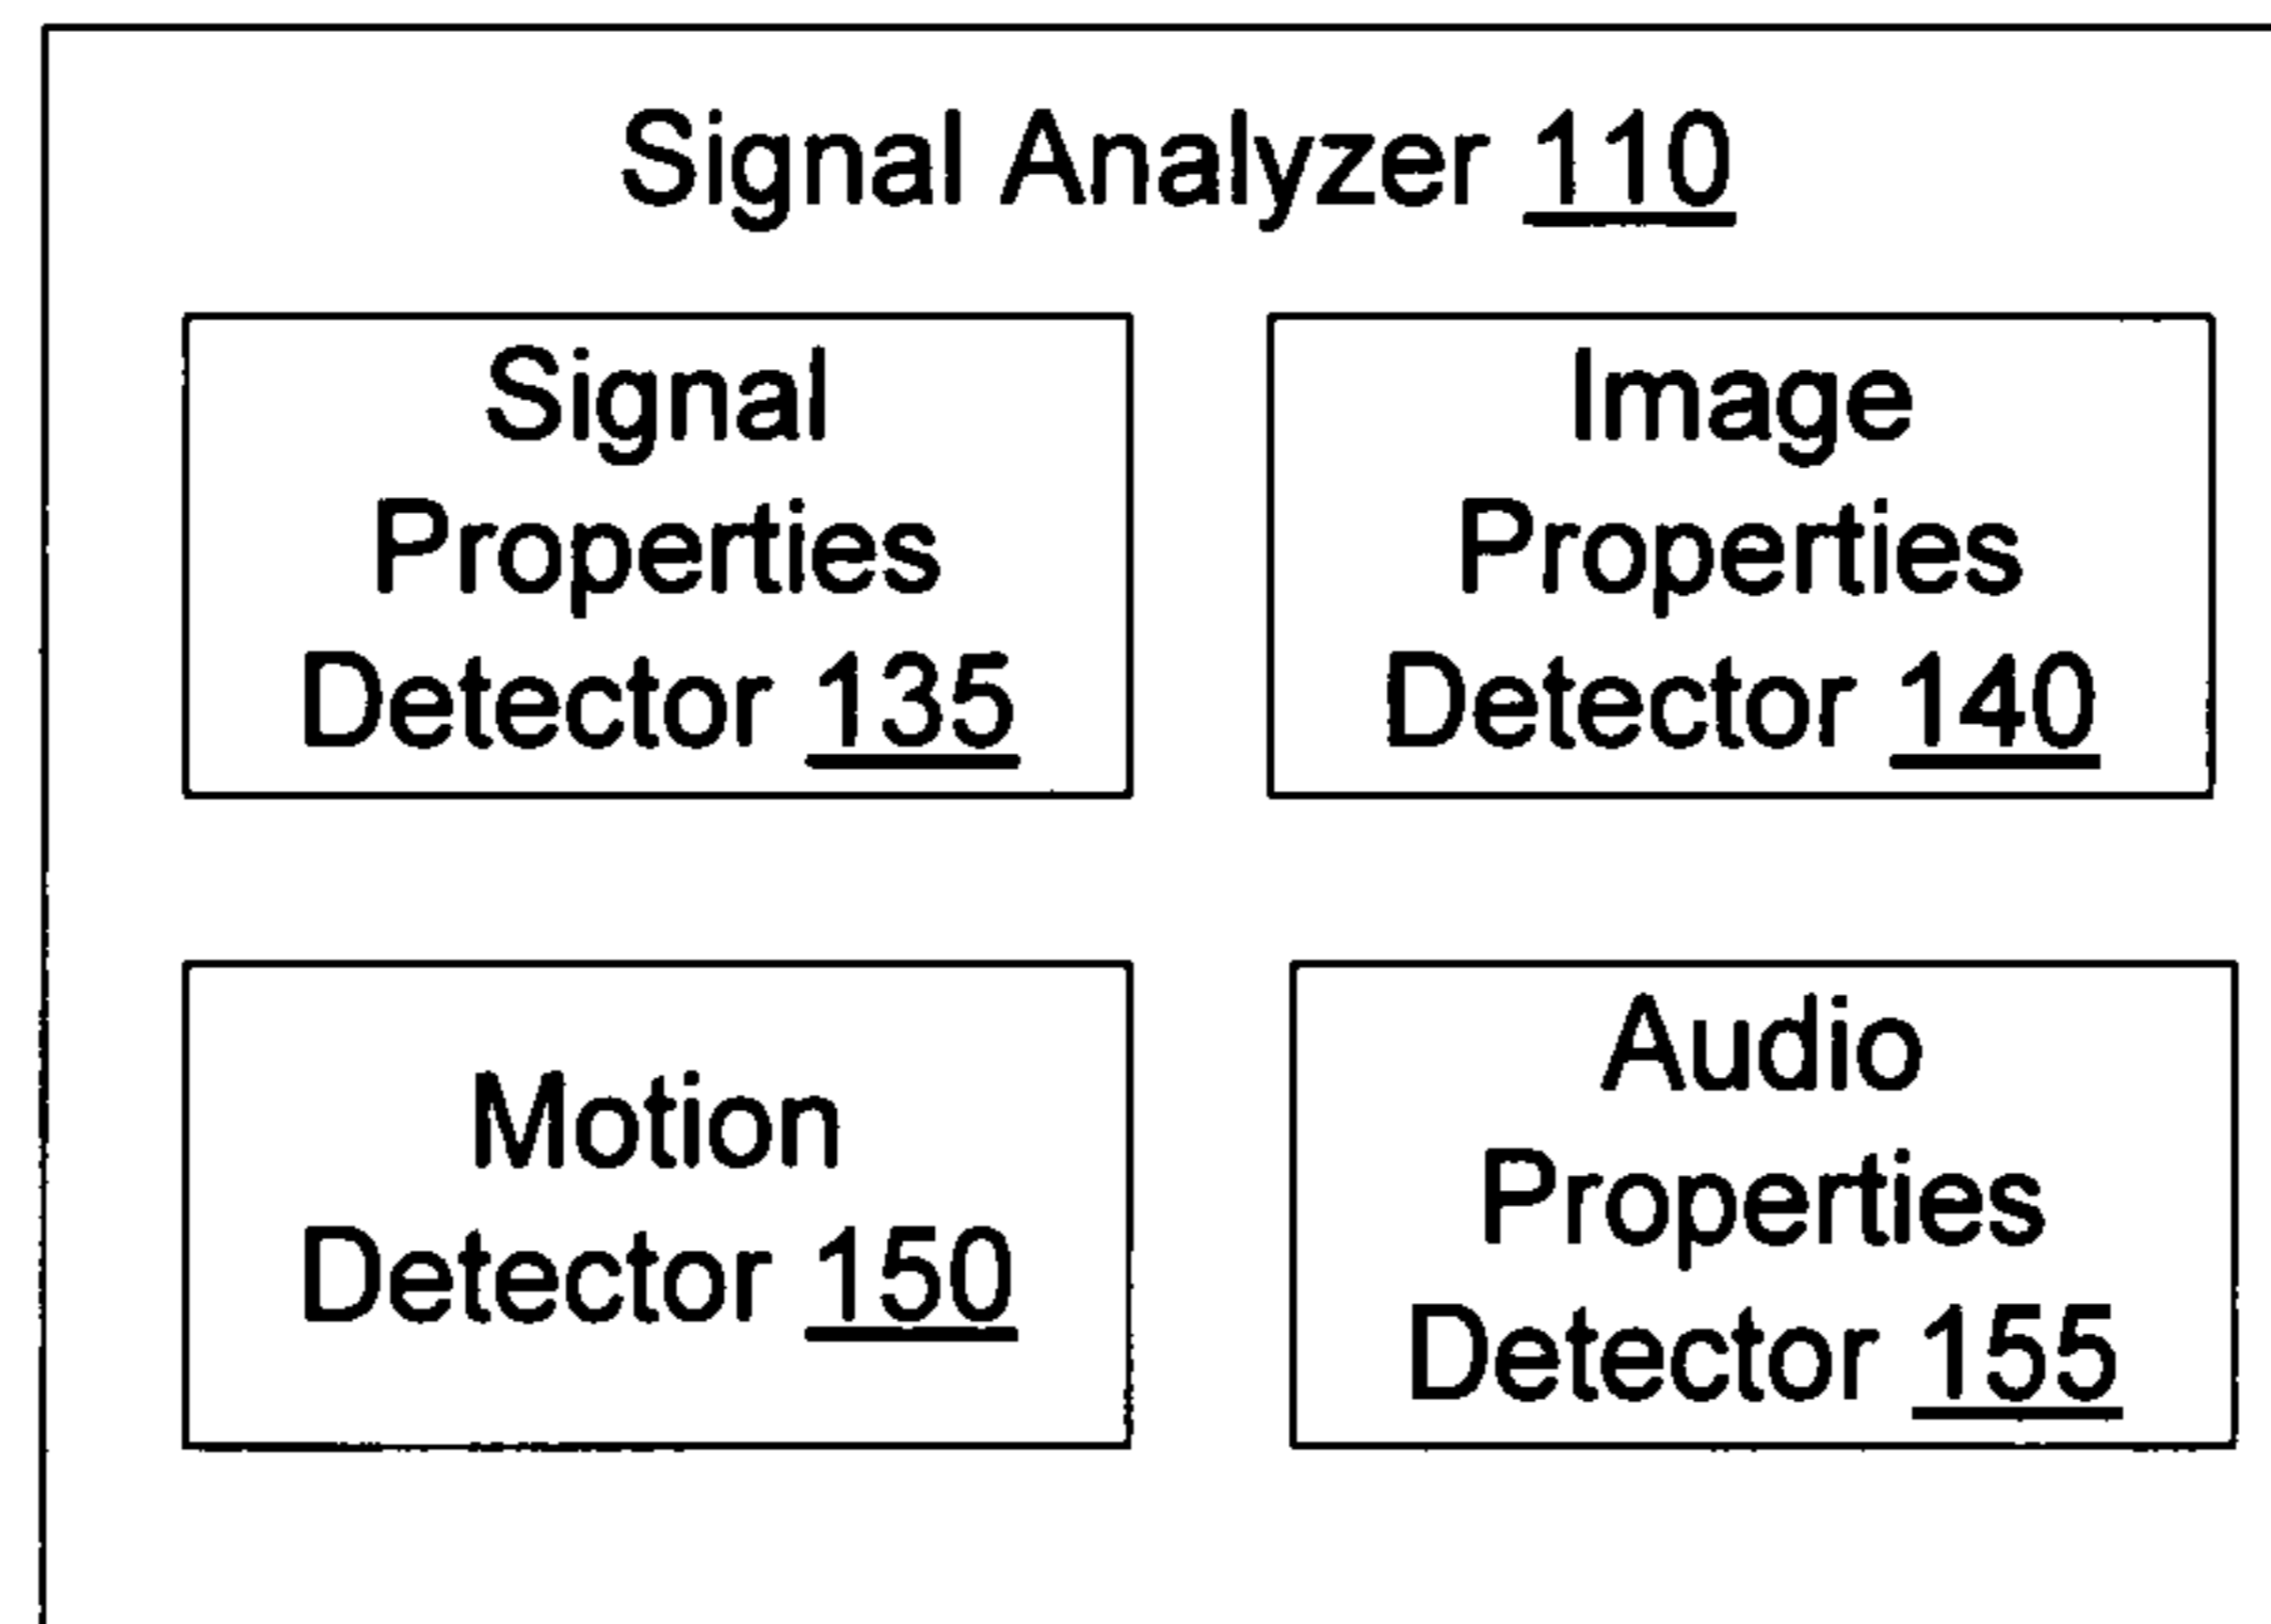 Signal Analyzer 110
Signal
Properties
Detector 135
Image
Properties
Detector 140
Motion
Detector 150
Audio
Properties
Detector 155